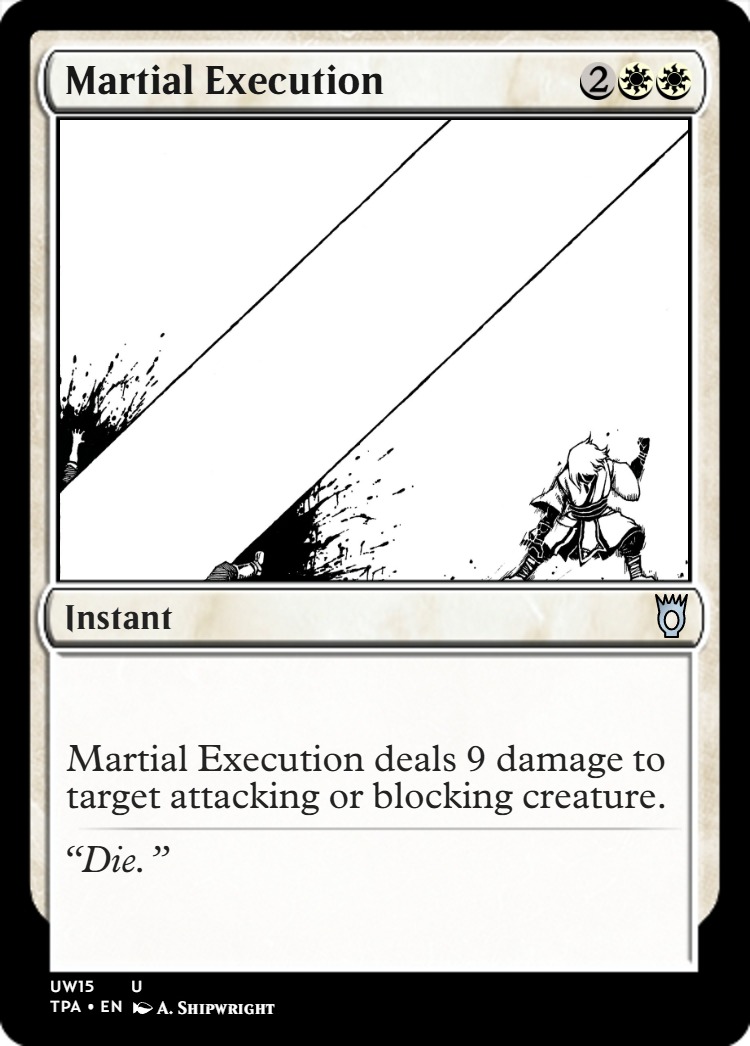 Martial Execution 2
Instant
Martial Execution deals 9 damage to
target attacking or blocking creature.
“Die.”
UW15 U
TPA • EN A. Shipwright